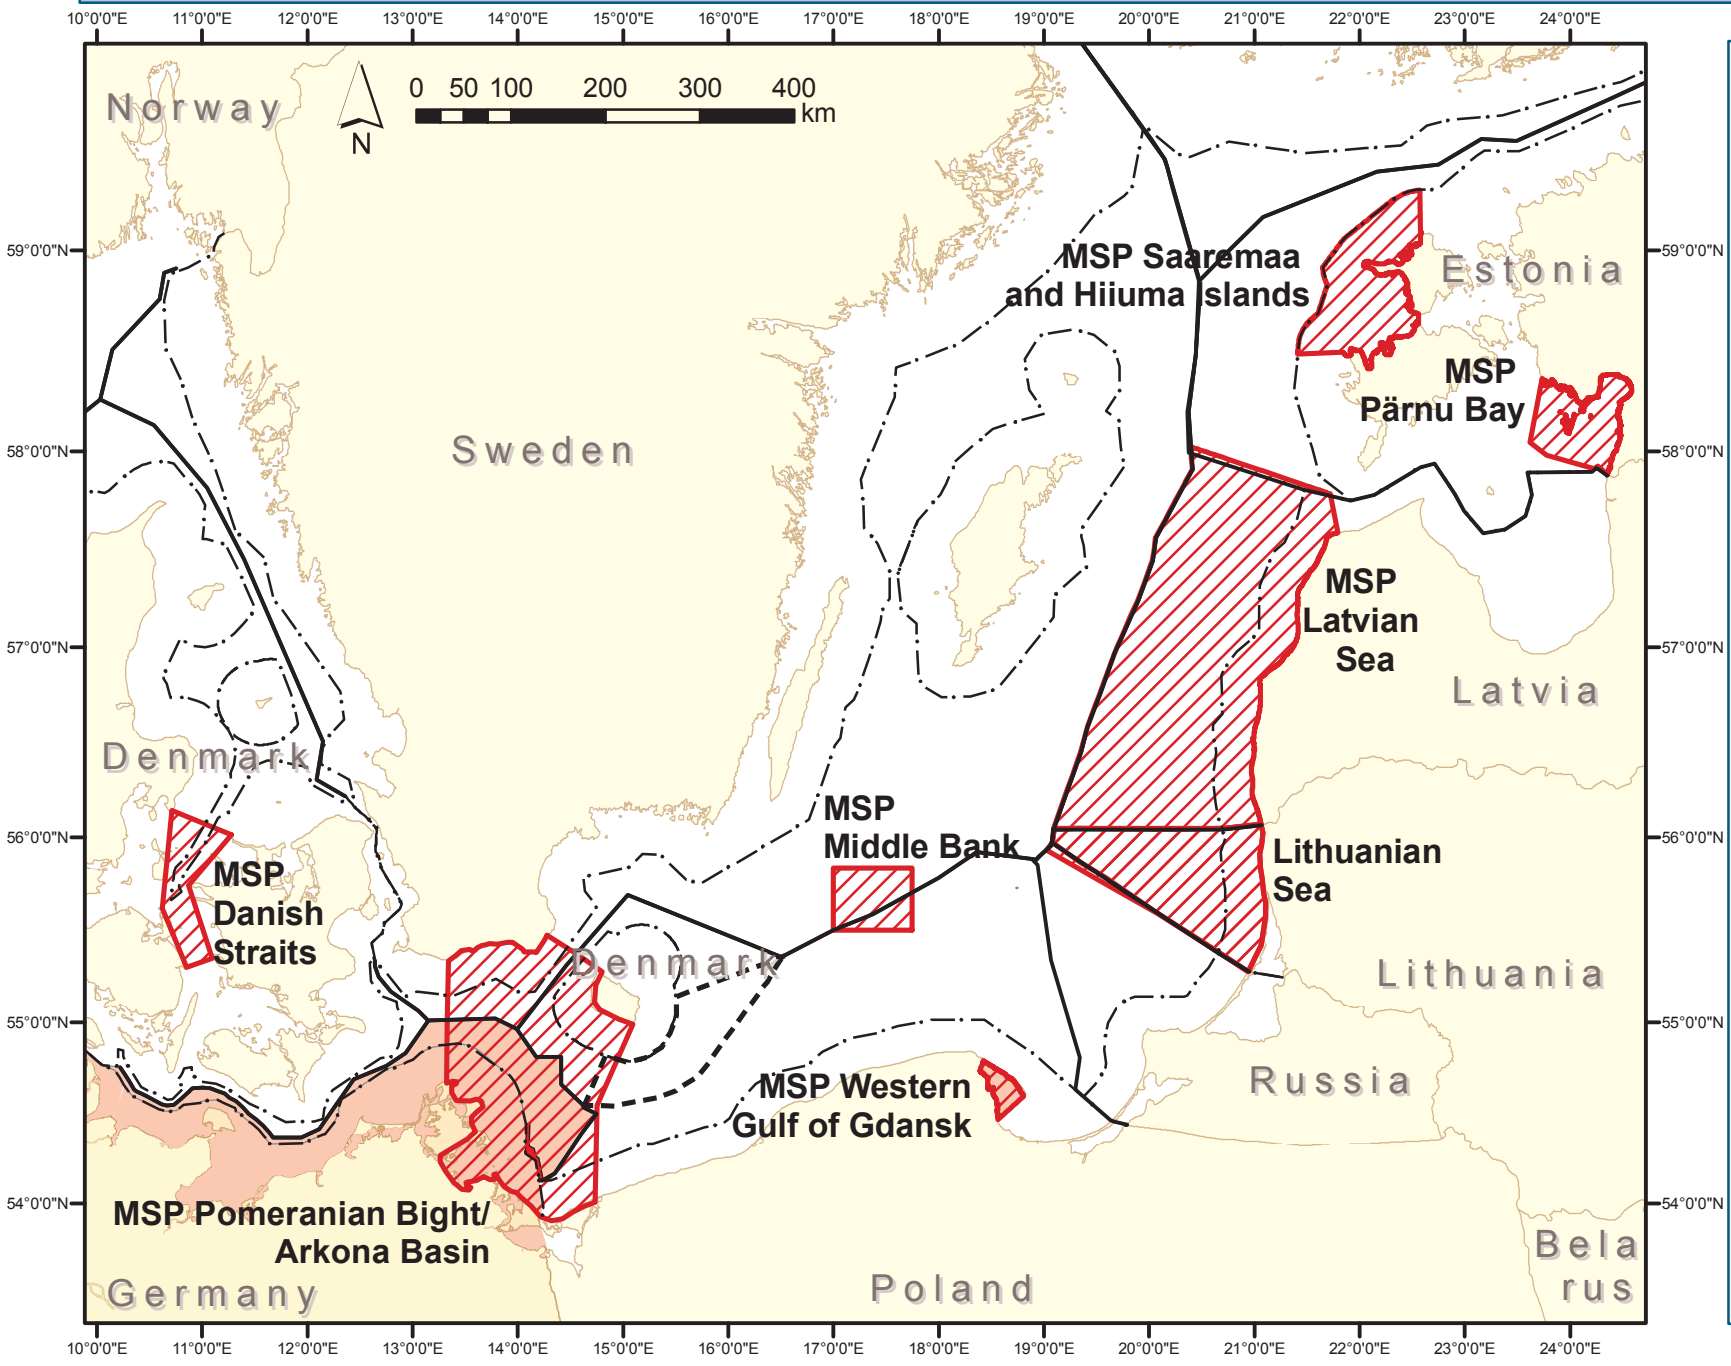 10°0'0"E 11°0'0"E 12°0'0"E 13°0'0"E 14°0'0"E 15°0'0"E 16°0'0"E 17°0'0"E 18°0'0"E 19°0'0"E 20°0'0"E 21°0'0"E 22°0'0"E 23°0'0"E 24°0'0"E
Norway
0 50 100 200 300 400
km
N
59°0'0"N
59°0'0"N
MSP Saaremaa
and Hiiuma Islands
Estonia
MSP
Pärnu Bay
Sweden
58°0'0"N
58°0'0"N
MSP
Latvian
Sea
57°0'0"N
57°0'0"N
Latvia
Denmark
MSP
Middle Bank
56°0'0"N
56°0'0"N
MSP
Danish
Straits
Lithuanian
Sea
Denmark
Lithuania
55°0'0"N
55°0'0"N
MSP Western
Gulf of Gdansk
Russia
54°0'0"N
54°0'0"N
MSP Pomeranian Bight/
Arkona Basin
Bela
rus
Germany
Poland
10°0'0"E 11°0'0"E 12°0'0"E 13°0'0"E 14°0'0"E 15°0'0"E 16°0'0"E 17°0'0"E 18°0'0"E 19°0'0"E 20°0'0"E 21°0'0"E 22°0'0"E 23°0'0"E 24°0'0"E